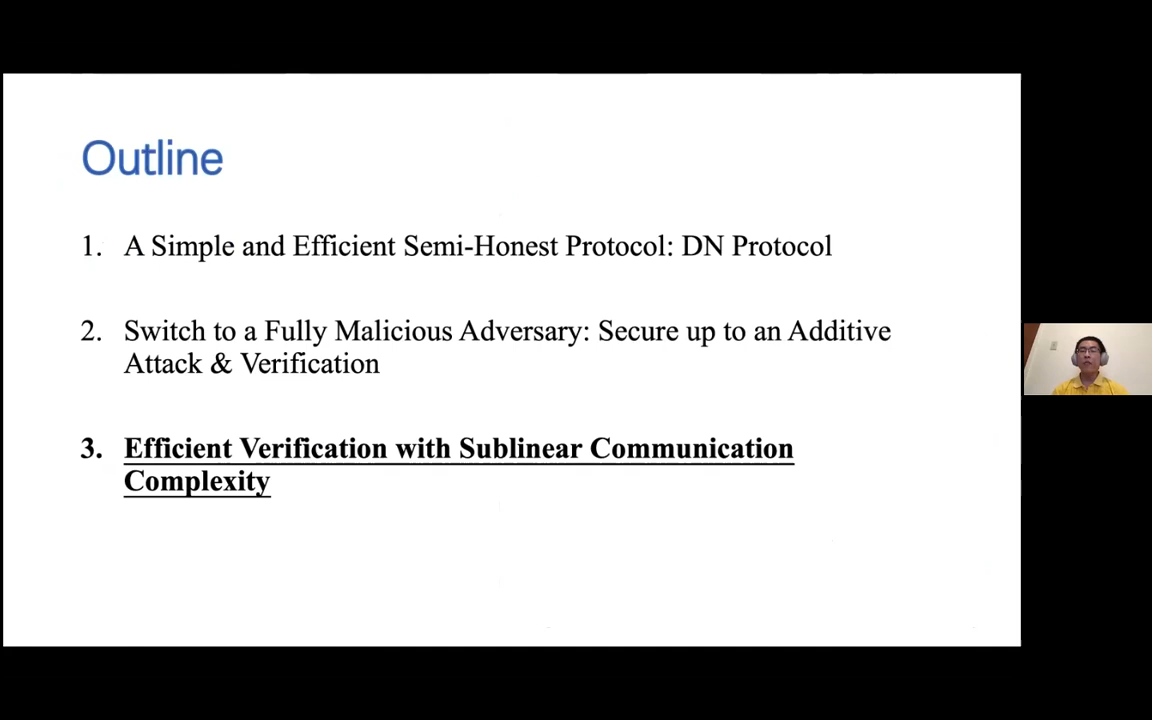 Outline
1. A Simple and Efficient Semi-Honest Protocol: DN Protocol
2. Switch to a Fully Malicious Adversary: Secure up to an Additive
Attack & Verification
3. Efficient Verification with Sublinear Communication
Complexity